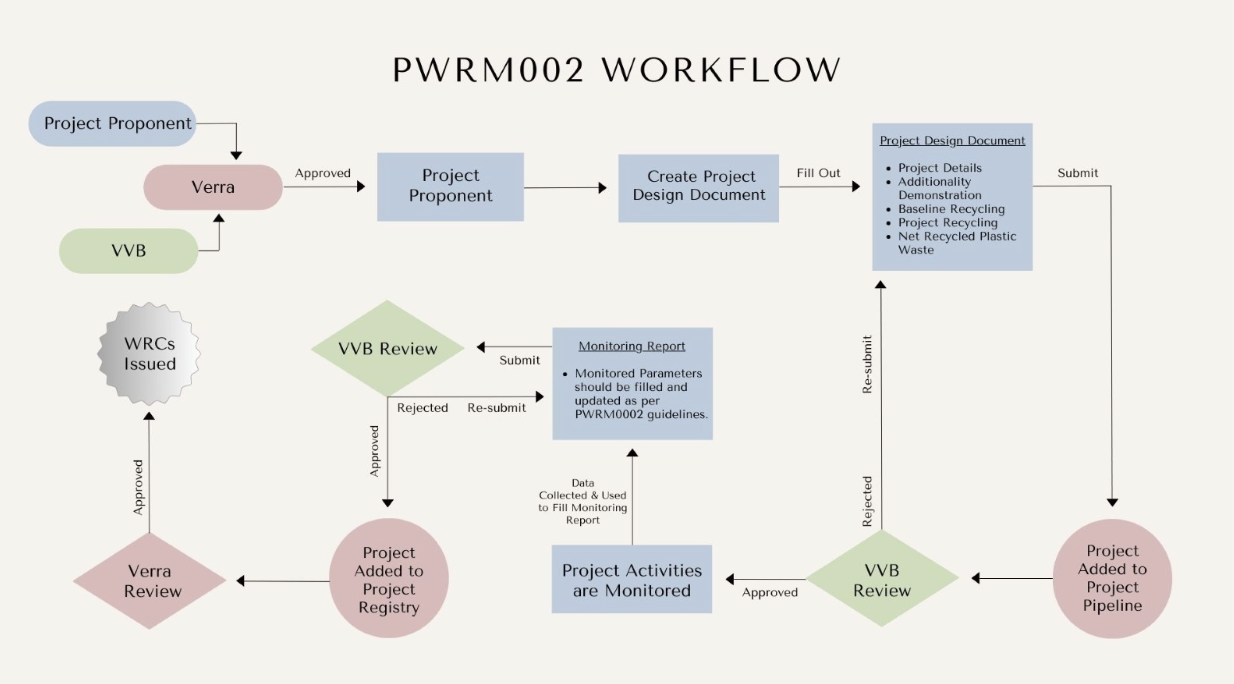 PWRM002 WORKFLOW
Project Proponent
Verra
VVB
Approved
Project
Proponent
Create Project
Design Document
Fill Out
Project Design Document
• Project Details
• Additionality
Demonstration
• Baseline Recycling
• Project Recycling
• Net Recycled Plastic
Waste
Submit
WRCs
Issued
VVB Review
Submit
Monitoring Report
• Monitored Parameters
should be filled and
updated as per
PWRM0002 guidelines.
Rejected
Re-submit
Approved
Re-submit
Rejected
Approved
Data
Collected & Used
to Fill Monitoring
Report
Verra
Review
Project
Added to
Project
Registry
Project Activities
are Monitored
Approved
VVB
Review
Project
Added to
Project
Pipeline